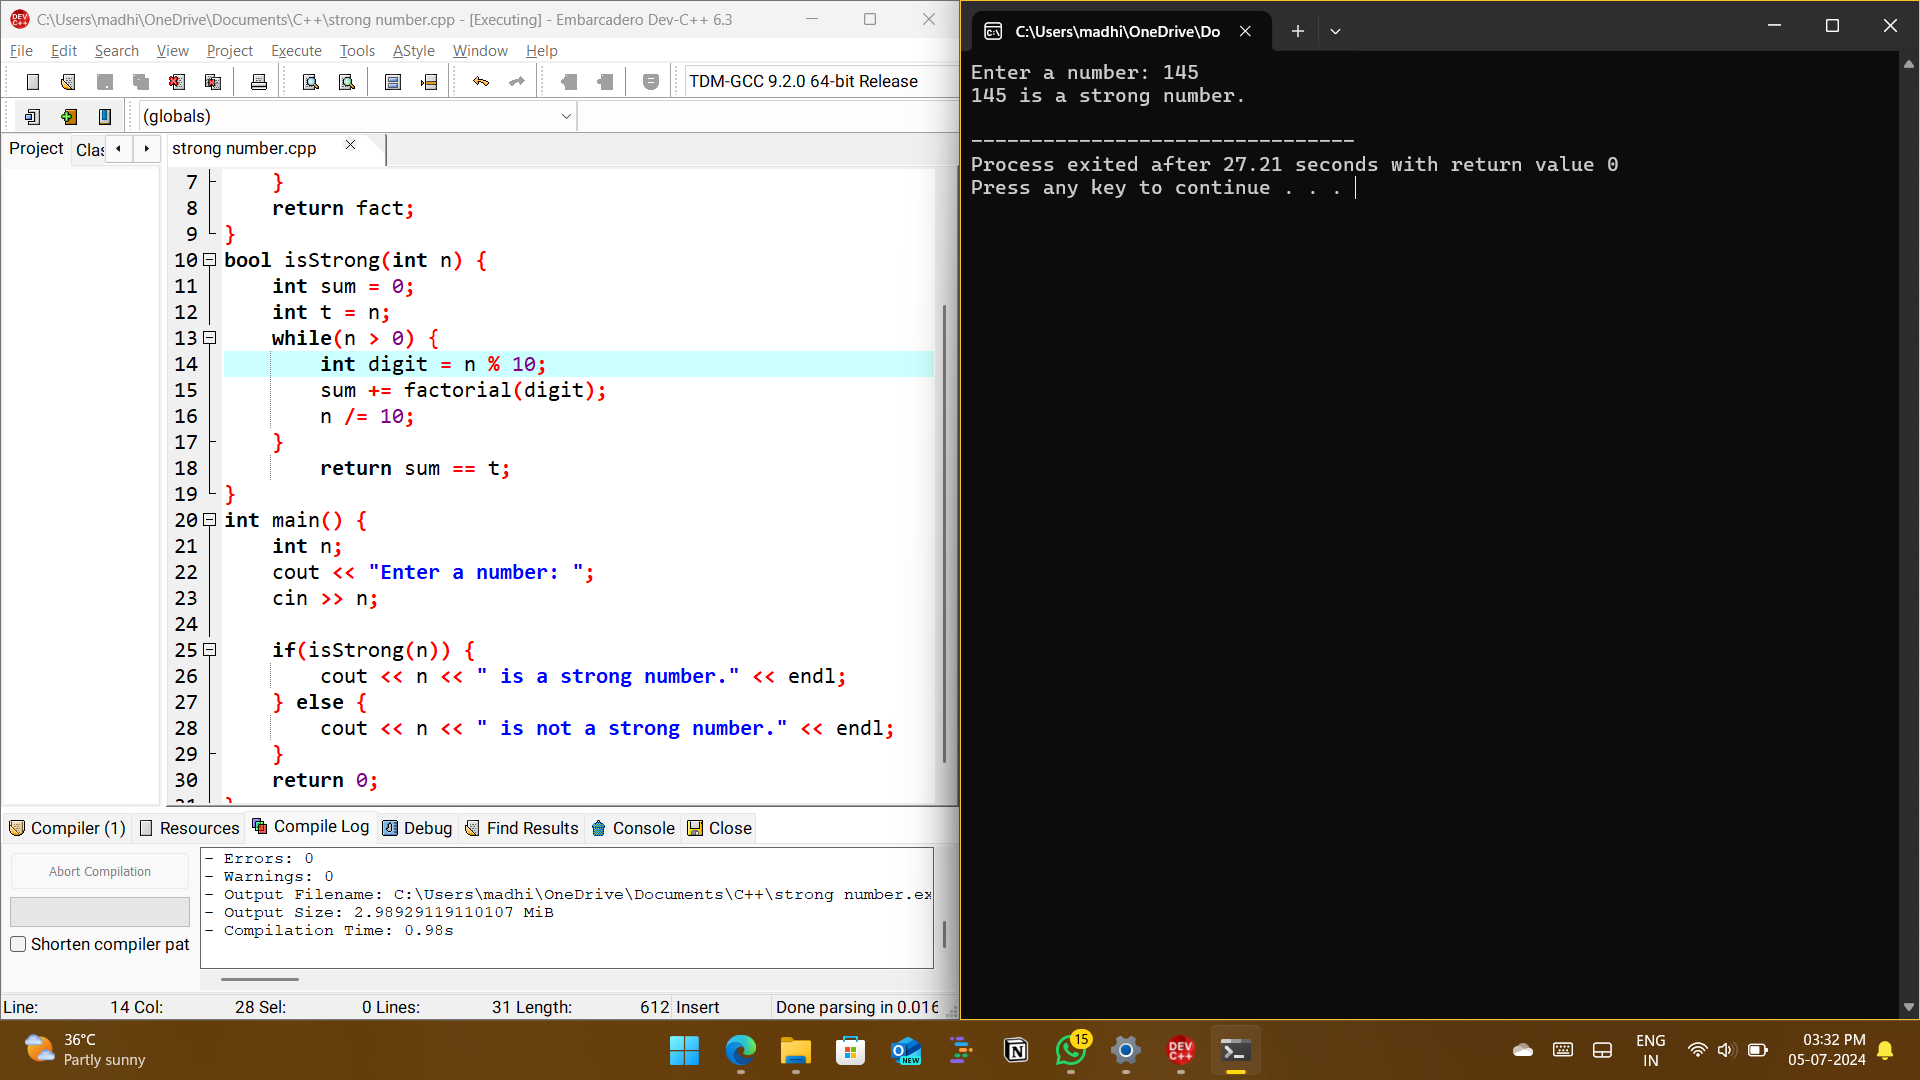 C:\Users\madhi\OneDrive\Documents\C++\strong number.cpp - [Executing] - Embarcadero Dev-C++ 6.3
File Edit Search View Project Execute Tools AStyle Window Help
TDM-GCC 9.2.0 64-bit Release
(globals)
Project Clas
strong number.cpp
7 }
8 return fact;
9 }
10 bool isStrong(int n) {
11 int sum = 0;
12 int t = n;
13 while(n > 0) {
14 int digit = n % 10;
15 sum += factorial(digit);
16 n /= 10;
17 }
18 return sum == t;
19 }
20 int main() {
21 int n;
22 cout << "Enter a number: ";
23 cin >> n;
24
25 if(isStrong(n)) {
26 cout << n << " is a strong number." << endl;
27 } else {
28 cout << n << " is not a strong number." << endl;
29 }
30 return 0;
Compiler (1) Resources Compile Log Debug Find Results Console Close
Abort Compilation
Shorten compiler pat
- Errors: 0
- Warnings: 0
- Output Filename: C:\Users\madhi\OneDrive\Documents\C++\strong number.ex
- Output Size: 2.98929119110107 MiB
- Compilation Time: 0.98s
Line: 14 Col: 28 Sel: 0 Lines: 31 Length: 612 Insert Done parsing in 0.016
C:\Users\madhi\OneDrive\Do
Enter a number: 145
145 is a strong number.
--------------------------------
Process exited after 27.21 seconds with return value 0
Press any key to continue . . .
36°C
Partly sunny
NEW
15
DEV
C++
ENG
IN
03:32 PM
05-07-2024